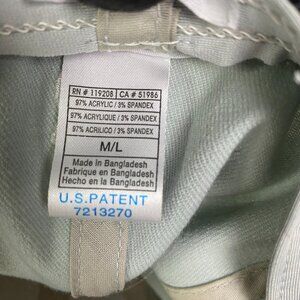 RN # 119208 | CA # 51986
97% ACRYLIC / 3% SPANDEX
97% ACRYLIQUE / 3% SPANDEX
97% ACRILICO / 3% SPANDEX
M/L
Made in Bangladesh
Fabrique en Bangladesh
Hecho en la Bangladesh
U.S.PATENT
7213270